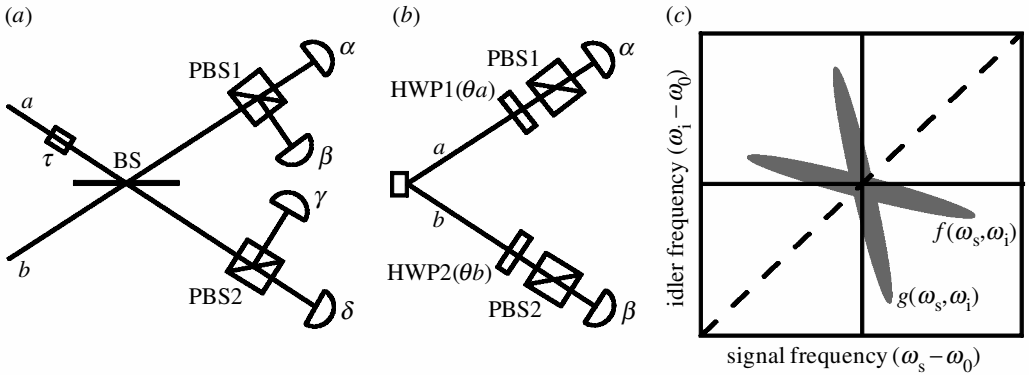 (a)
PBS1
α
a
τ
BS
β
γ
b
PBS2
δ
(b)
PBS1
α
HWP1(θa)
a
b
HWP2(θb)
PBS2
β
(c)
idler frequency (ωi – ω0)
f(ωs,ωi)
g(ωs,ωi)
signal frequency (ωs – ω0)